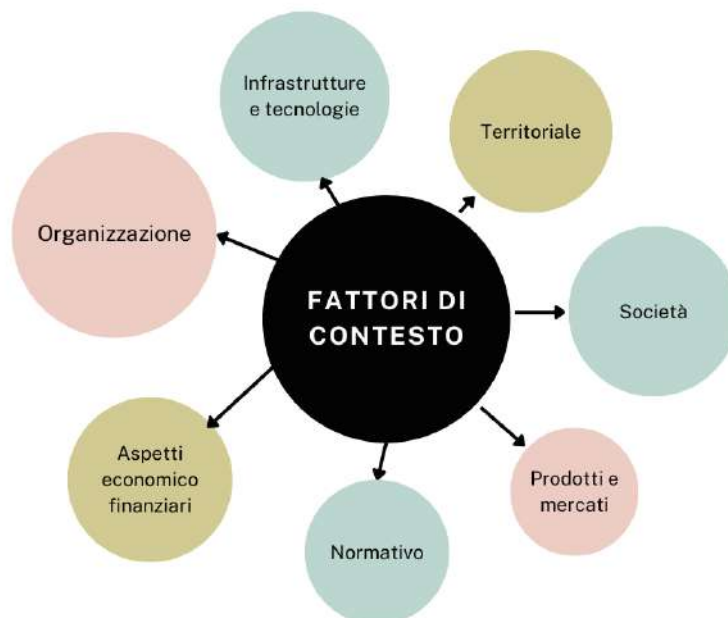 Infrastrutture
e tecnologie
Territoriale
Organizzazione
FATTORI DI
CONTESTO
Società
Aspetti
economico
finanziari
Prodotti e
mercati
Normativo